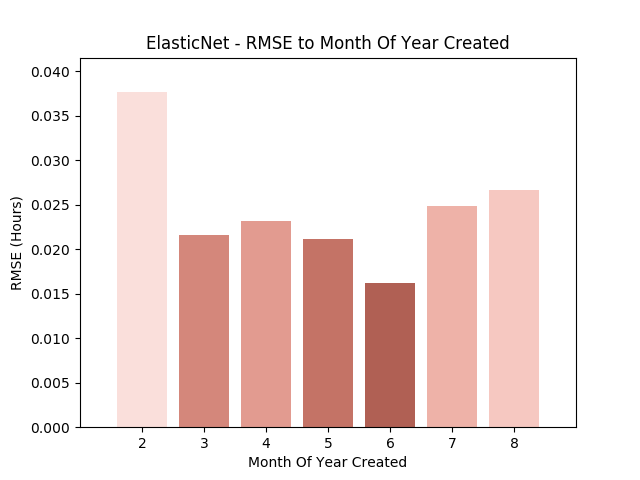 ElasticNet - RMSE to Month Of Year Created
0.040
0.035
0.030
0.025
0.020
0.015
0.010
0.005
0.000
RMSE (Hours)
2 3 4 5 6 7 8
Month Of Year Created